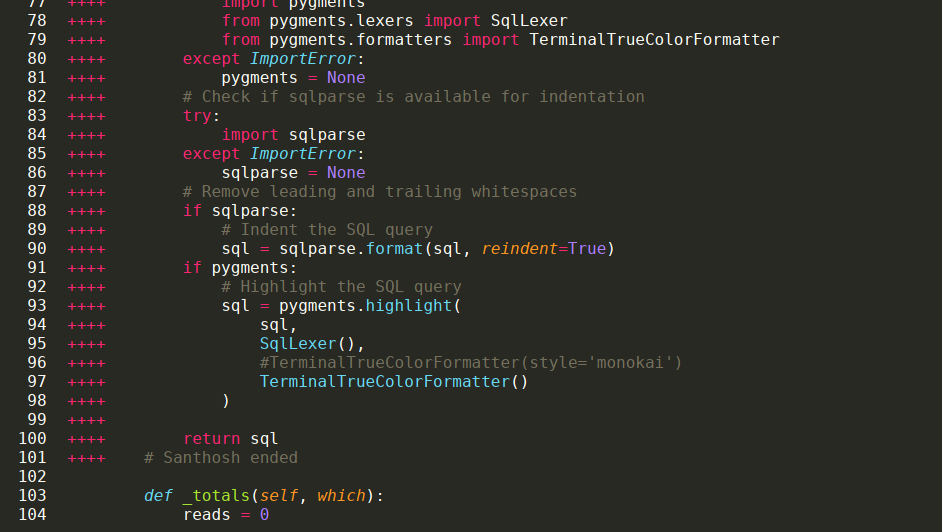 77 ++++ import pygments
78 ++++ from pygments.lexers import SqlLexer
79 ++++ from pygments.formatters import TerminalTrueColorFormatter
80 ++++ except ImportError:
81 ++++ pygments = None
82 ++++ # Check if sqlparse is available for indentation
83 ++++ try:
84 ++++ import sqlparse
85 ++++ except ImportError:
86 ++++ sqlparse = None
87 ++++ # Remove leading and trailing whitespaces
88 ++++ if sqlparse:
89 ++++ # Indent the SQL query
90 ++++ sql = sqlparse.format(sql, reindent=True)
91 ++++ if pygments:
92 ++++ # Highlight the SQL query
93 ++++ sql = pygments.highlight(
94 ++++ sql,
95 ++++ SqlLexer(),
96 ++++ #TerminalTrueColorFormatter(style='monokai')
97 ++++ TerminalTrueColorFormatter()
98 ++++ )
99 ++++
100 ++++ return sql
101 ++++ # Santhosh ended
102
103 def _totals(self, which):
104 reads = 0